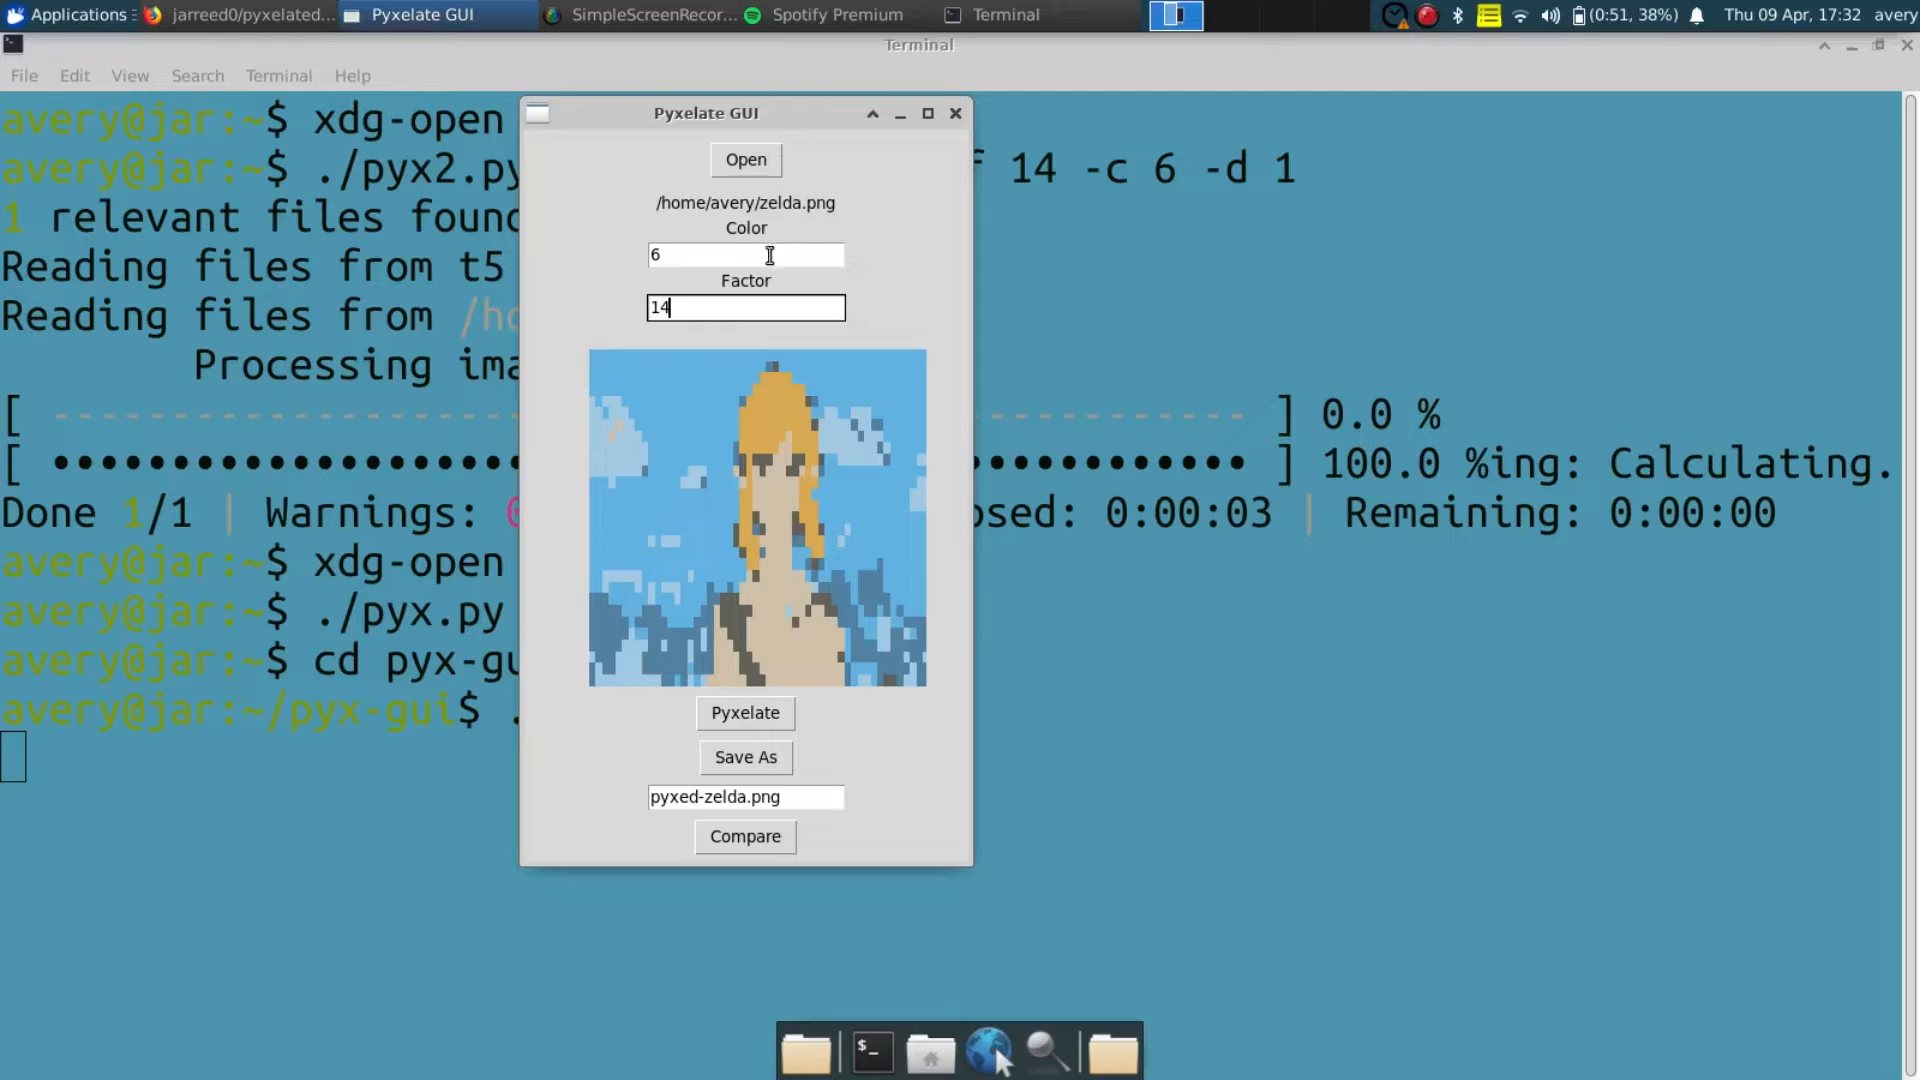 Applications
jarreed0/pyxelated...
Pyxelate GUI
SimpleScreenRecor...
Spotify Premium
Terminal
(0:51, 38%)
Thu 09 Apr, 17:32
avery
Terminal
File Edit View Search Terminal Help
avery@jar:~$ xdg-open
avery@jar:~$ ./pyx2.py f 14 -c 6 -d 1
1 relevant files found
Reading files from t5
Reading files from /ho
Processing ima
[ ---------------------------------------- ] 0.0 %
[ •••••••••••••••••••••••••••••••• ] 100.0 %ing: Calculating.
Done 1/1 | Warnings: 0 osed: 0:00:03 | Remaining: 0:00:00
avery@jar:~$ xdg-open
avery@jar:~$ ./pyx.py
avery@jar:~$ cd pyx-gu
avery@jar:~/pyx-gui$ .
Pyxelate GUI
Open
/home/avery/zelda.png
Color
6
Factor
14
Pyxelate
Save As
pyxed-zelda.png
Compare
$_